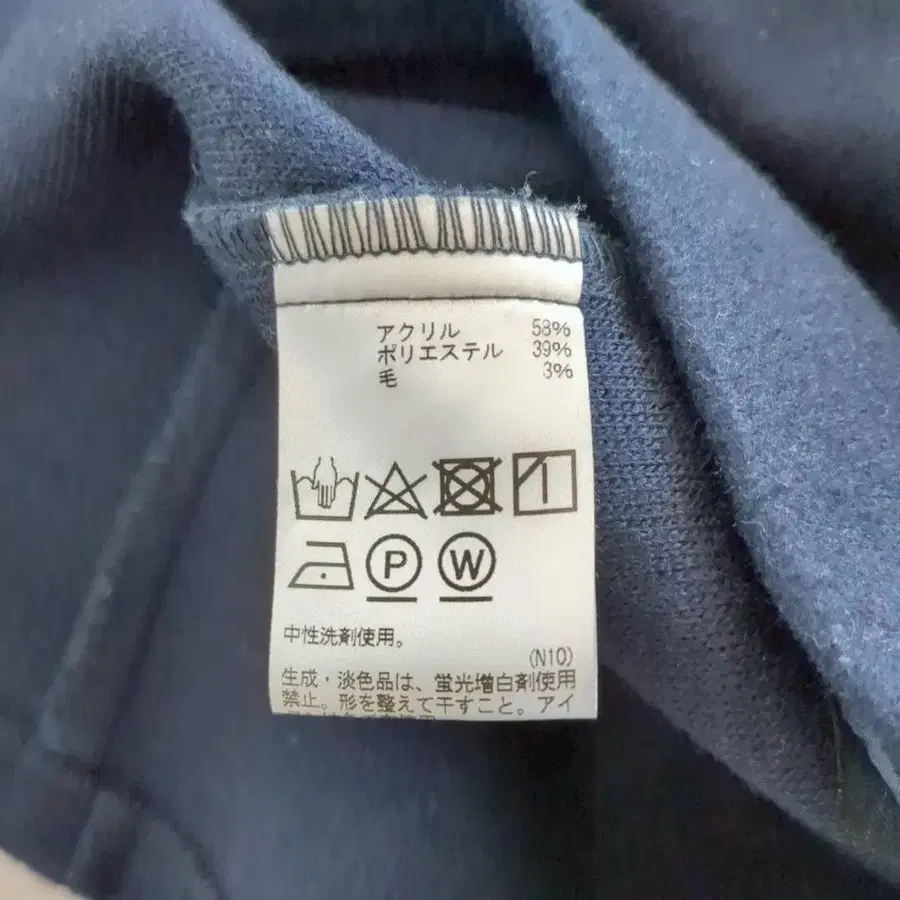 アクリル 58%
ポリエステル 39%
毛 3%
P W
中性洗剤使用。
(N10)
生成・淡色品は、蛍光増白剤使用
禁止。形を整えて干すこと。アイ